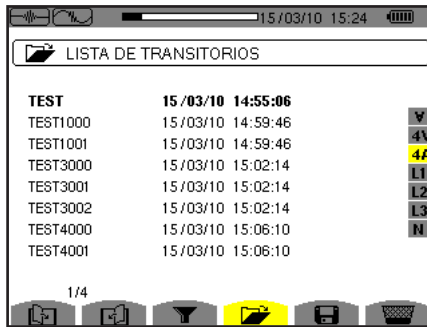 15/03/10 15:24
LISTA DE TRANSITORIOS
TEST 15/03/10 14:55:06
TEST1000 15/03/10 14:59:46
TEST1001 15/03/10 14:59:46
TEST3000 15/03/10 15:02:14
TEST3001 15/03/10 15:02:14
TEST3002 15/03/10 15:02:14
TEST4000 15/03/10 15:06:10
TEST4001 15/03/10 15:06:10
∀
4V
4A
L1
L2
L3
N
1/4